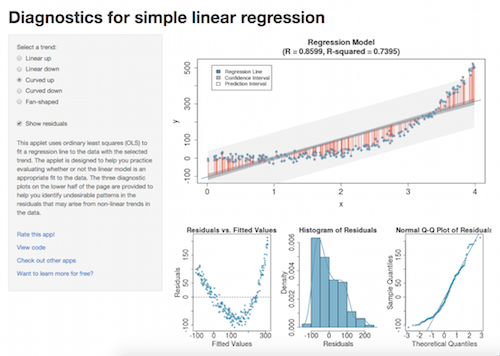 Diagnostics for simple linear regression
Select a trend:
Linear up
Linear down
Curved up
Curved down
Fan-shaped
Show residuals
This applet uses ordinary least squares (OLS) to
fit a regression line to the data with the selected
trend. The applet is designed to help you practice
evaluating whether or not the linear model is an
appropriate fit to the data. The three diagnostic
plots on the lower half of the page are provided to
help you identify undesirable patterns in the
residuals that may arise from non-linear trends in
the data.
Rate this app!
View code
Check out other apps
Want to learn more for free?
Regression Model
(R = 0.8599, R-squared = 0.7395)
Regression Line
Confidence Interval
Prediction Interval
y
500
300
100
0
-100
0
1
2
3
4
x
Residuals vs. Fitted Values
Residuals
150
50
0
-100
-100
0
100
300
Fitted Values
Histogram of Residuals
Density
0.006
0.004
0.002
0.000
-100
0
100
200
Residuals
Normal Q-Q Plot of Residuals
Sample Quantiles
150
50
0
-100
-3
-2
-1
0
1
2
3
Theoretical Quantiles